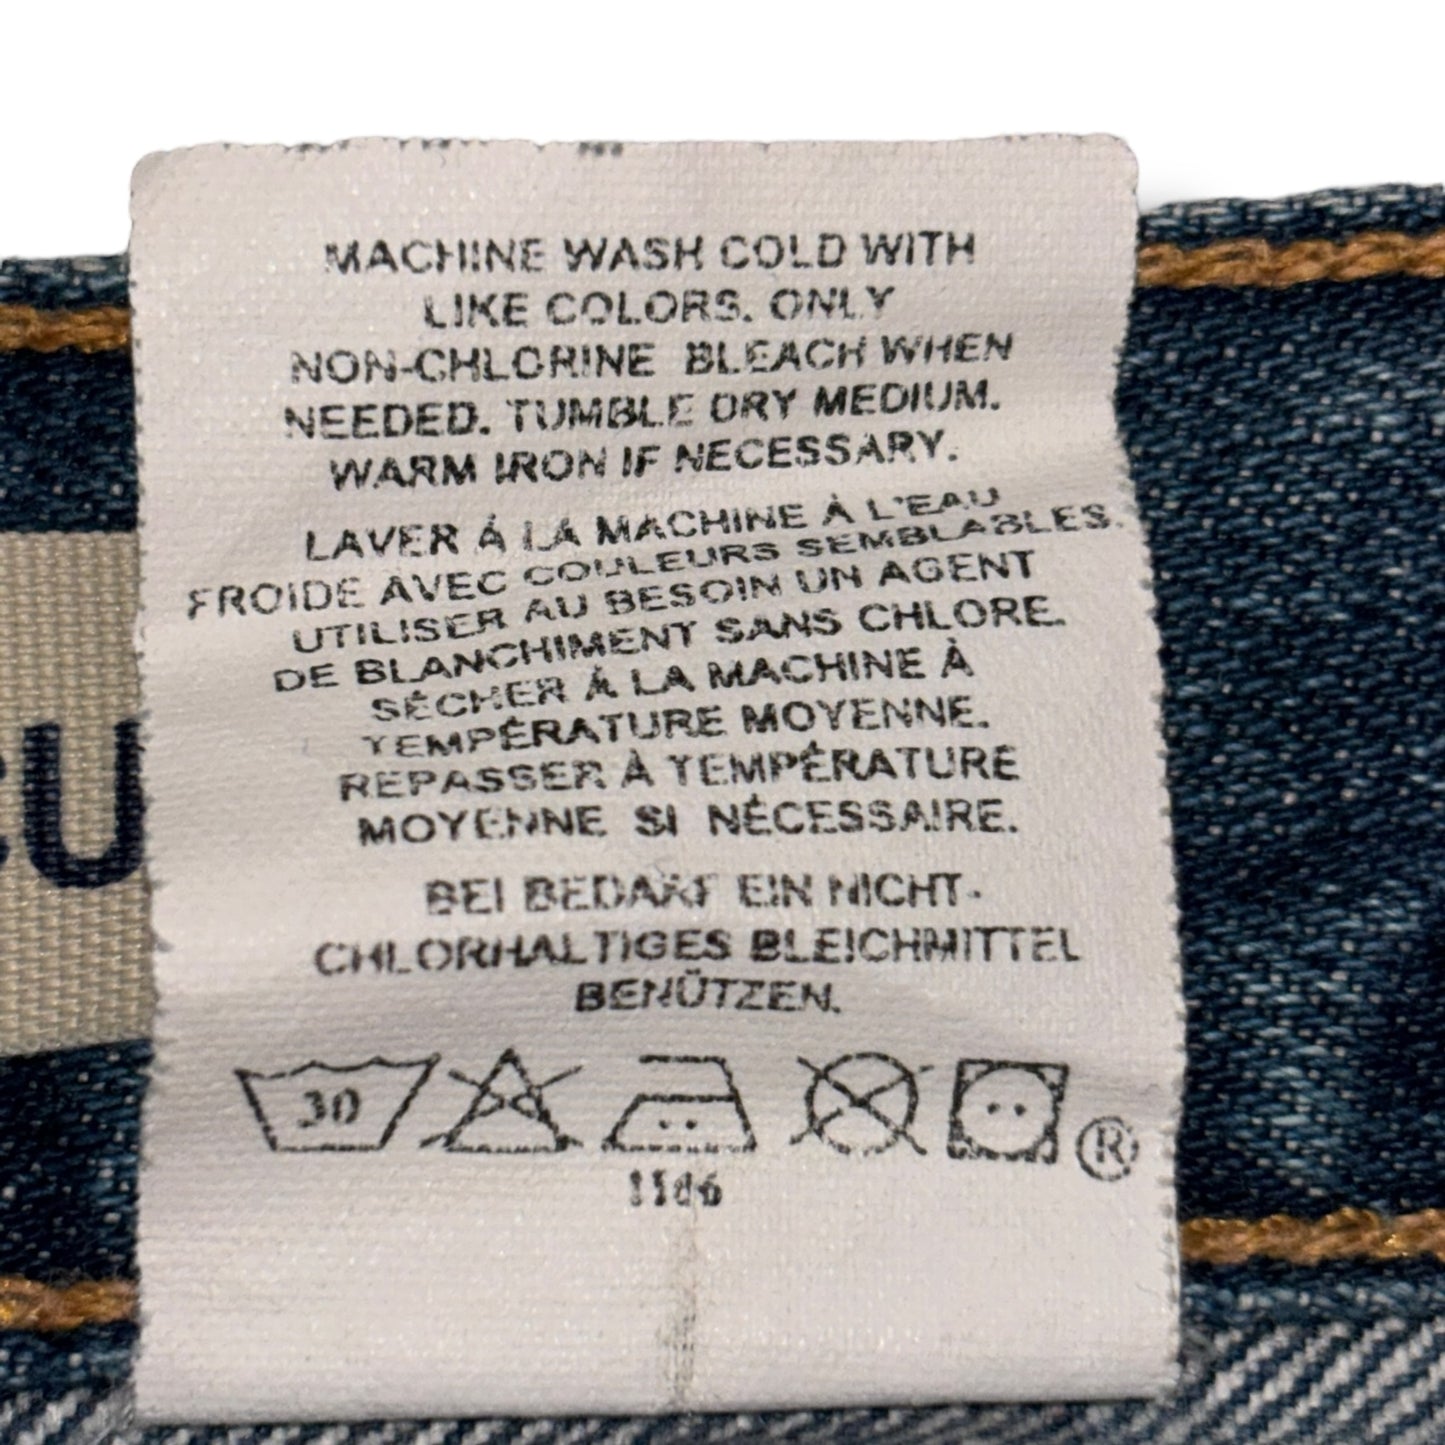 MACHINE WASH COLD WITH
LIKE COLORS. ONLY
NON-CHLORINE BLEACH WHEN
NEEDED. TUMBLE DRY MEDIUM.
WARM IRON IF NECESSARY.
LAVER À LA MACHINE À L'EAU
FROIDE AVEC COULEURS SEMBLABLES.
UTILISER AU BESOIN UN AGENT
DE BLANCHIMENT SANS CHLORE.
SÉCHER À LA MACHINE À
TEMPÉRATURE MOYENNE.
REPASSER À TEMPÉRATURE
MOYENNE SI NÉCESSAIRE.
BEI BEDARF EIN NICHT-
CHLORHALTIGES BLEICHMITTEL
BENÜTZEN.
30
®